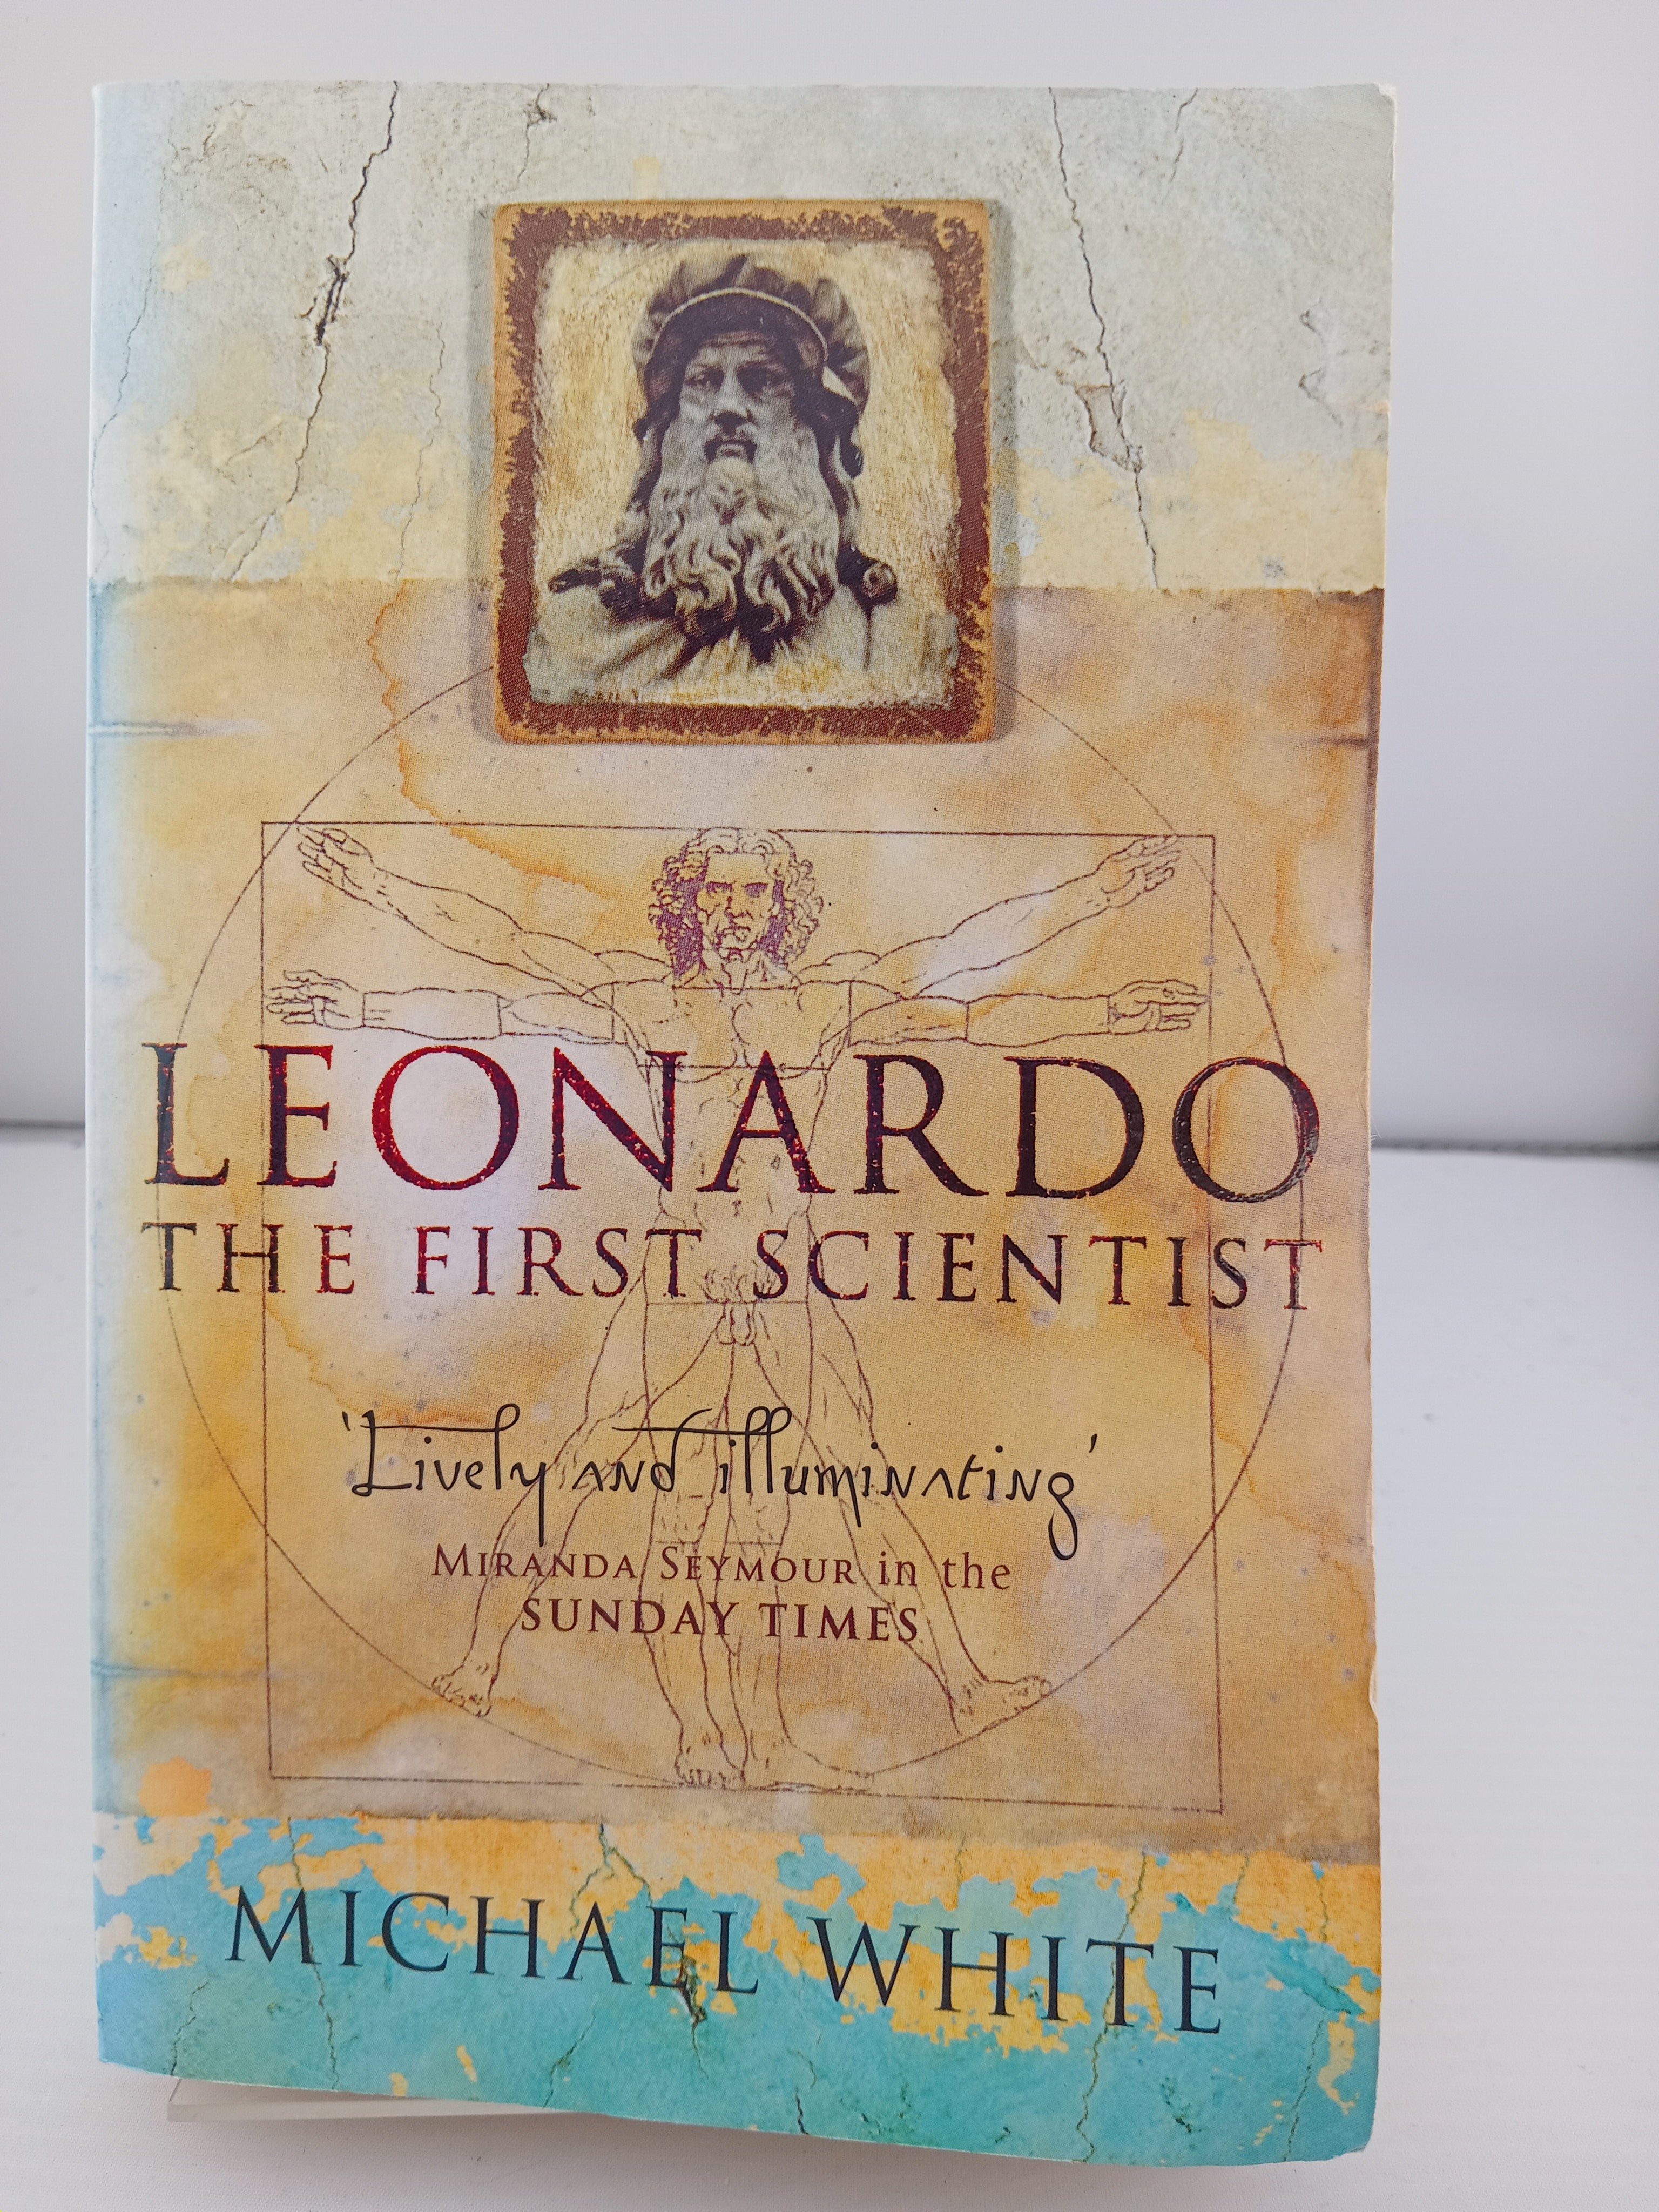 LEONARDO
THE FIRST SCIENTIST
'Lively and illuminating'
MIRANDA SEYMOUR in the
SUNDAY TIMES
MICHAEL WHITE